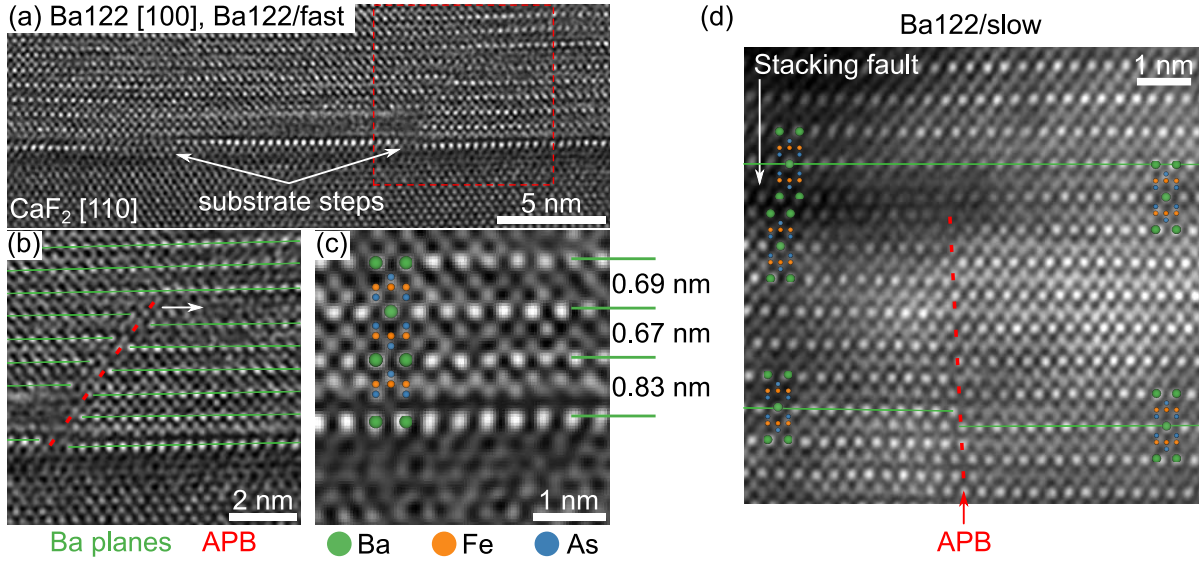 (a) Ba122 [100], Ba122/fast
substrate steps
CaF₂ [110]
5 nm
(b)
2 nm
(c)
0.69 nm
0.67 nm
0.83 nm
1 nm
Ba planes
APB
Ba
Fe
As
(d)
Ba122/slow
Stacking fault
1 nm
APB